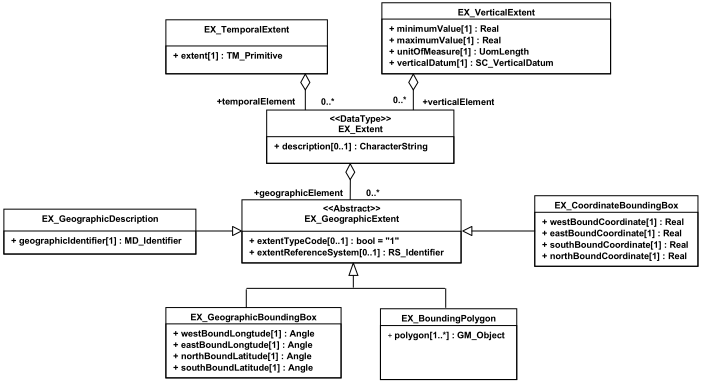 EX_TemporalExtent
+ extent[1] : TM_Primitive
EX_VerticalExtent
+ minimumValue[1] : Real
+ maximumValue[1] : Real
+ unitOfMeasure[1] : UomLength
+ verticalDatum[1] : SC_VerticalDatum
+temporalElement
0..*
0..*
+verticalElement
<<DataType>>
EX_Extent
+ description[0..1] : CharacterString
+geographicElement
0..*
<<Abstract>>
EX_GeographicExtent
+ extentTypeCode[0..1] : bool = "1"
+ extentReferenceSystem[0..1] : RS_Identifier
EX_GeographicDescription
+ geographicIdentifier[1] : MD_Identifier
EX_CoordinateBoundingBox
+ westBoundCoordinate[1] : Real
+ eastBoundCoordinate[1] : Real
+ southBoundCoordinate[1] : Real
+ northBoundCoordinate[1] : Real
EX_GeographicBoundingBox
+ westBoundLongtude[1] : Angle
+ eastBoundLongtude[1] : Angle
+ northBoundLatitude[1] : Angle
+ southBoundLatitude[1] : Angle
EX_BoundingPolygon
+ polygon[1..*] : GM_Object